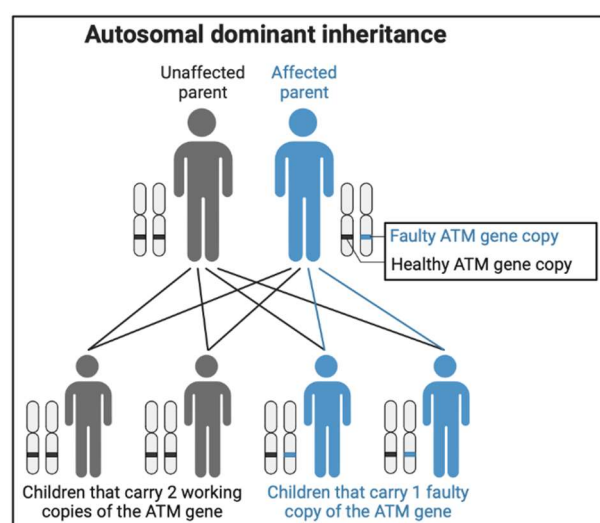 Autosomal dominant inheritance
Unaffected
parent
Affected
parent
Faulty ATM gene copy
Healthy ATM gene copy
Children that carry 2 working
copies of the ATM gene
Children that carry 1 faulty
copy of the ATM gene